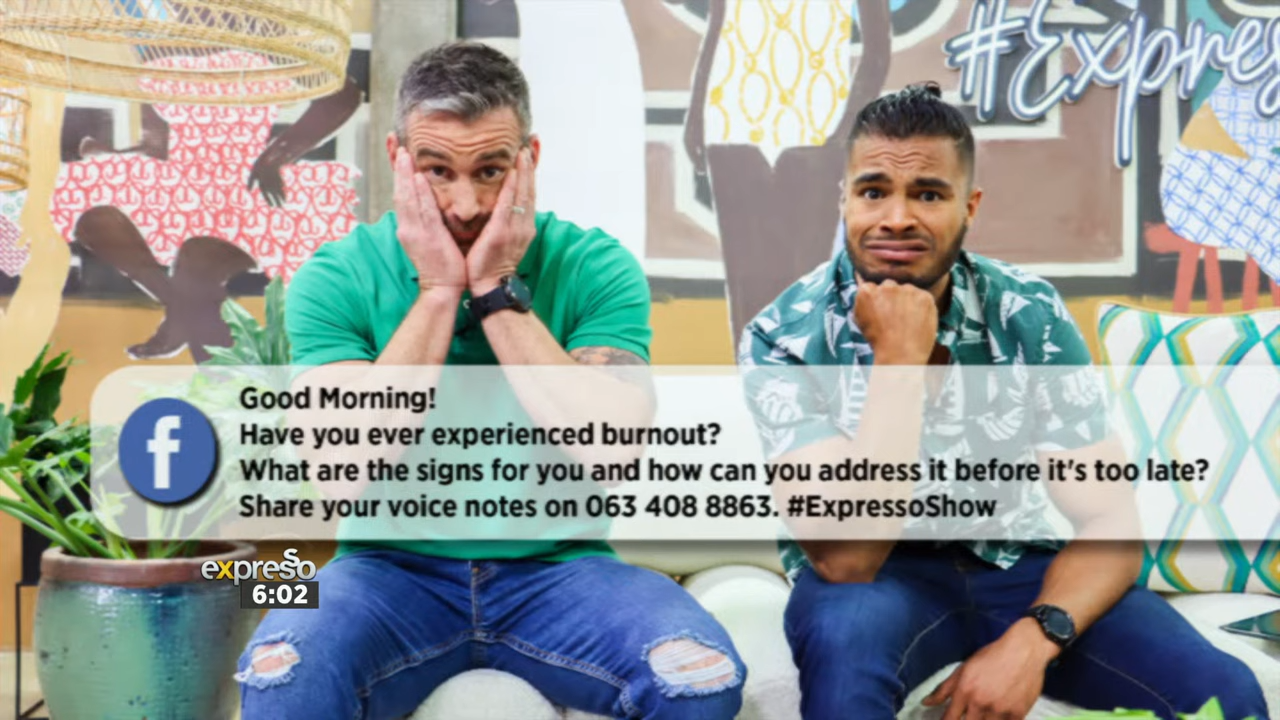 #Expres
Good Morning!
Have you ever experienced burnout?
What are the signs for you and how can you address it before it's too late?
Share your voice notes on 063 408 8863. #ExpressoShow
expresso
6:02